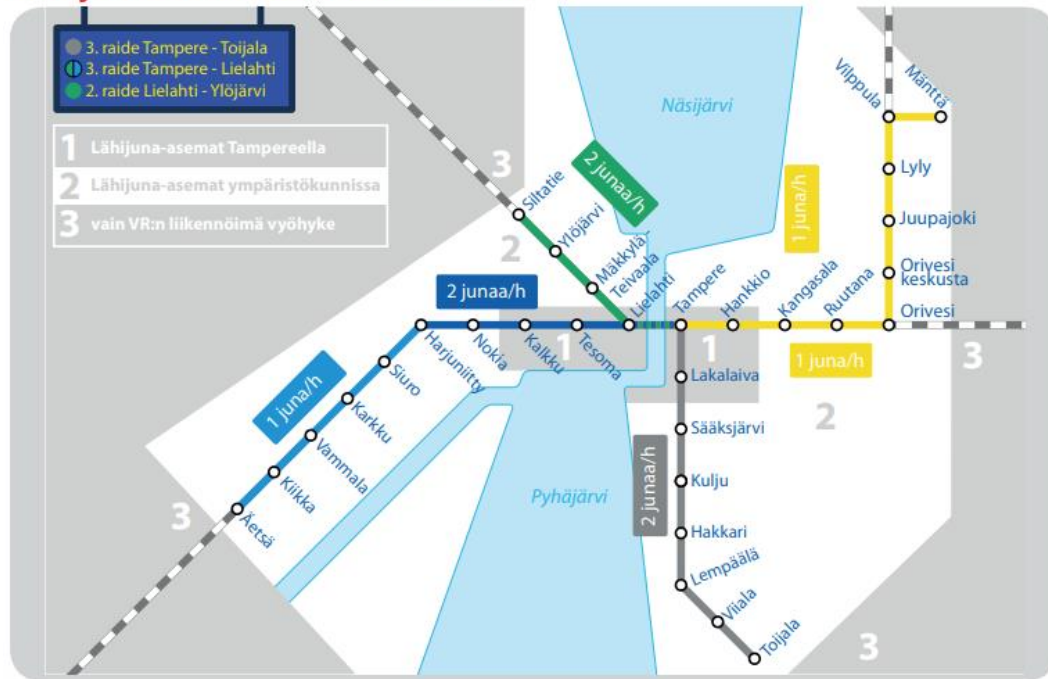 3. raide Tampere - Toijala
3. raide Tampere - Lielahti
2. raide Lielahti - Ylöjärvi
1 Lähijuna-asemat Tampereella
2 Lähijuna-asemat ympäristökunnissa
3 vain VR:n liikennöimä vyöhyke
Näsijärvi
Vilppula
Mänttä
3
2 junaa/h
Siltatie
Lyly
1 juna/h
Ylöjärvi
Juupajoki
2
Mäkkylä -
Teivaala
Orivesi
keskusta
2 junaa/h
Lielahti
Tampere
Hankkio
Kangasala
Ruutana
Orivesi
Harjuniitty
Nokia
Kalkku
1
Tesoma
1
1 juna/h
3
Siuro
1 juna/h
Lakalaiva
Karkku
2
Sääksjärvi
Vammala
2 junaa/h
Kiikka
Kulju
Pyhäjärvi
3
Äetsä
Hakkari
Lempäälä
Viiala
Toijala
3